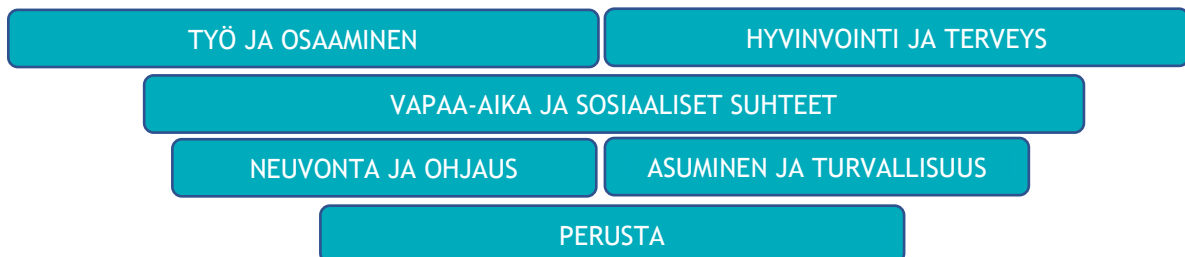 TYÖ JA OSAAMINEN
HYVINVOINTI JA TERVEYS
VAPAA-AIKA JA SOSIAALISET SUHTEET
NEUVONTA JA OHJAUS
ASUMINEN JA TURVALLISUUS
PERUSTA